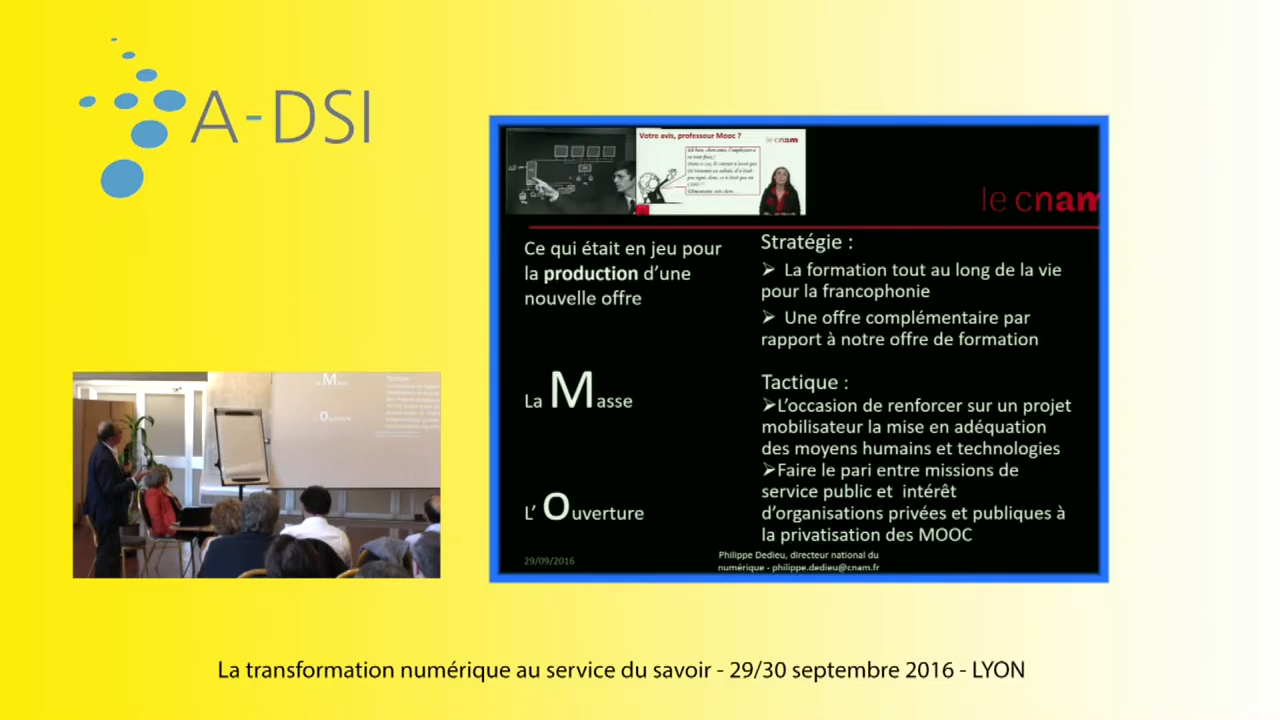 A-DSI
Votre avis, professeur Mooc ?
le cnam
le cnam
Ce qui était en jeu pour
la production d'une
nouvelle offre
La Masse
L' Ouverture
29/09/2016
Stratégie :
➢ La formation tout au long de la vie
pour la francophonie
➢ Une offre complémentaire par
rapport à notre offre de formation
Tactique :
➢L'occasion de renforcer sur un projet
mobilisateur la mise en adéquation
des moyens humains et technologies
➢Faire le pari entre missions de
service public et intérêt
d'organisations privées et publiques à
la privatisation des MOOC
Philippe Dedieu, directeur national du
numérique - philippe.dedieu@cnam.fr
La transformation numérique au service du savoir - 29/30 septembre 2016 - LYON